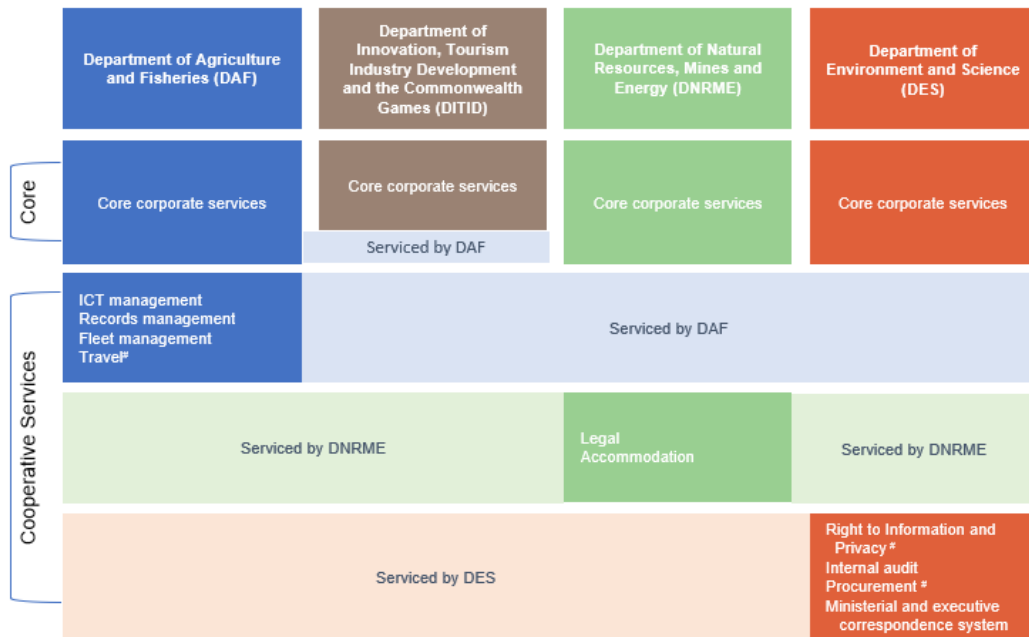 Department of Agriculture
and Fisheries (DAF)
Department of
Innovation, Tourism
Industry Development
and the Commonwealth
Games (DITID)
Department of Natural
Resources, Mines and
Energy (DNRME)
Department of
Environment and Science
(DES)
Core
Core corporate services
Core corporate services
Core corporate services
Core corporate services
Serviced by DAF
Cooperative Services
ICT management
Records management
Fleet management
Travel#
Serviced by DAF
Serviced by DNRME
Legal
Accommodation
Serviced by DNRME
Serviced by DES
Right to Information and
Privacy #
Internal audit
Procurement #
Ministerial and executive
correspondence system